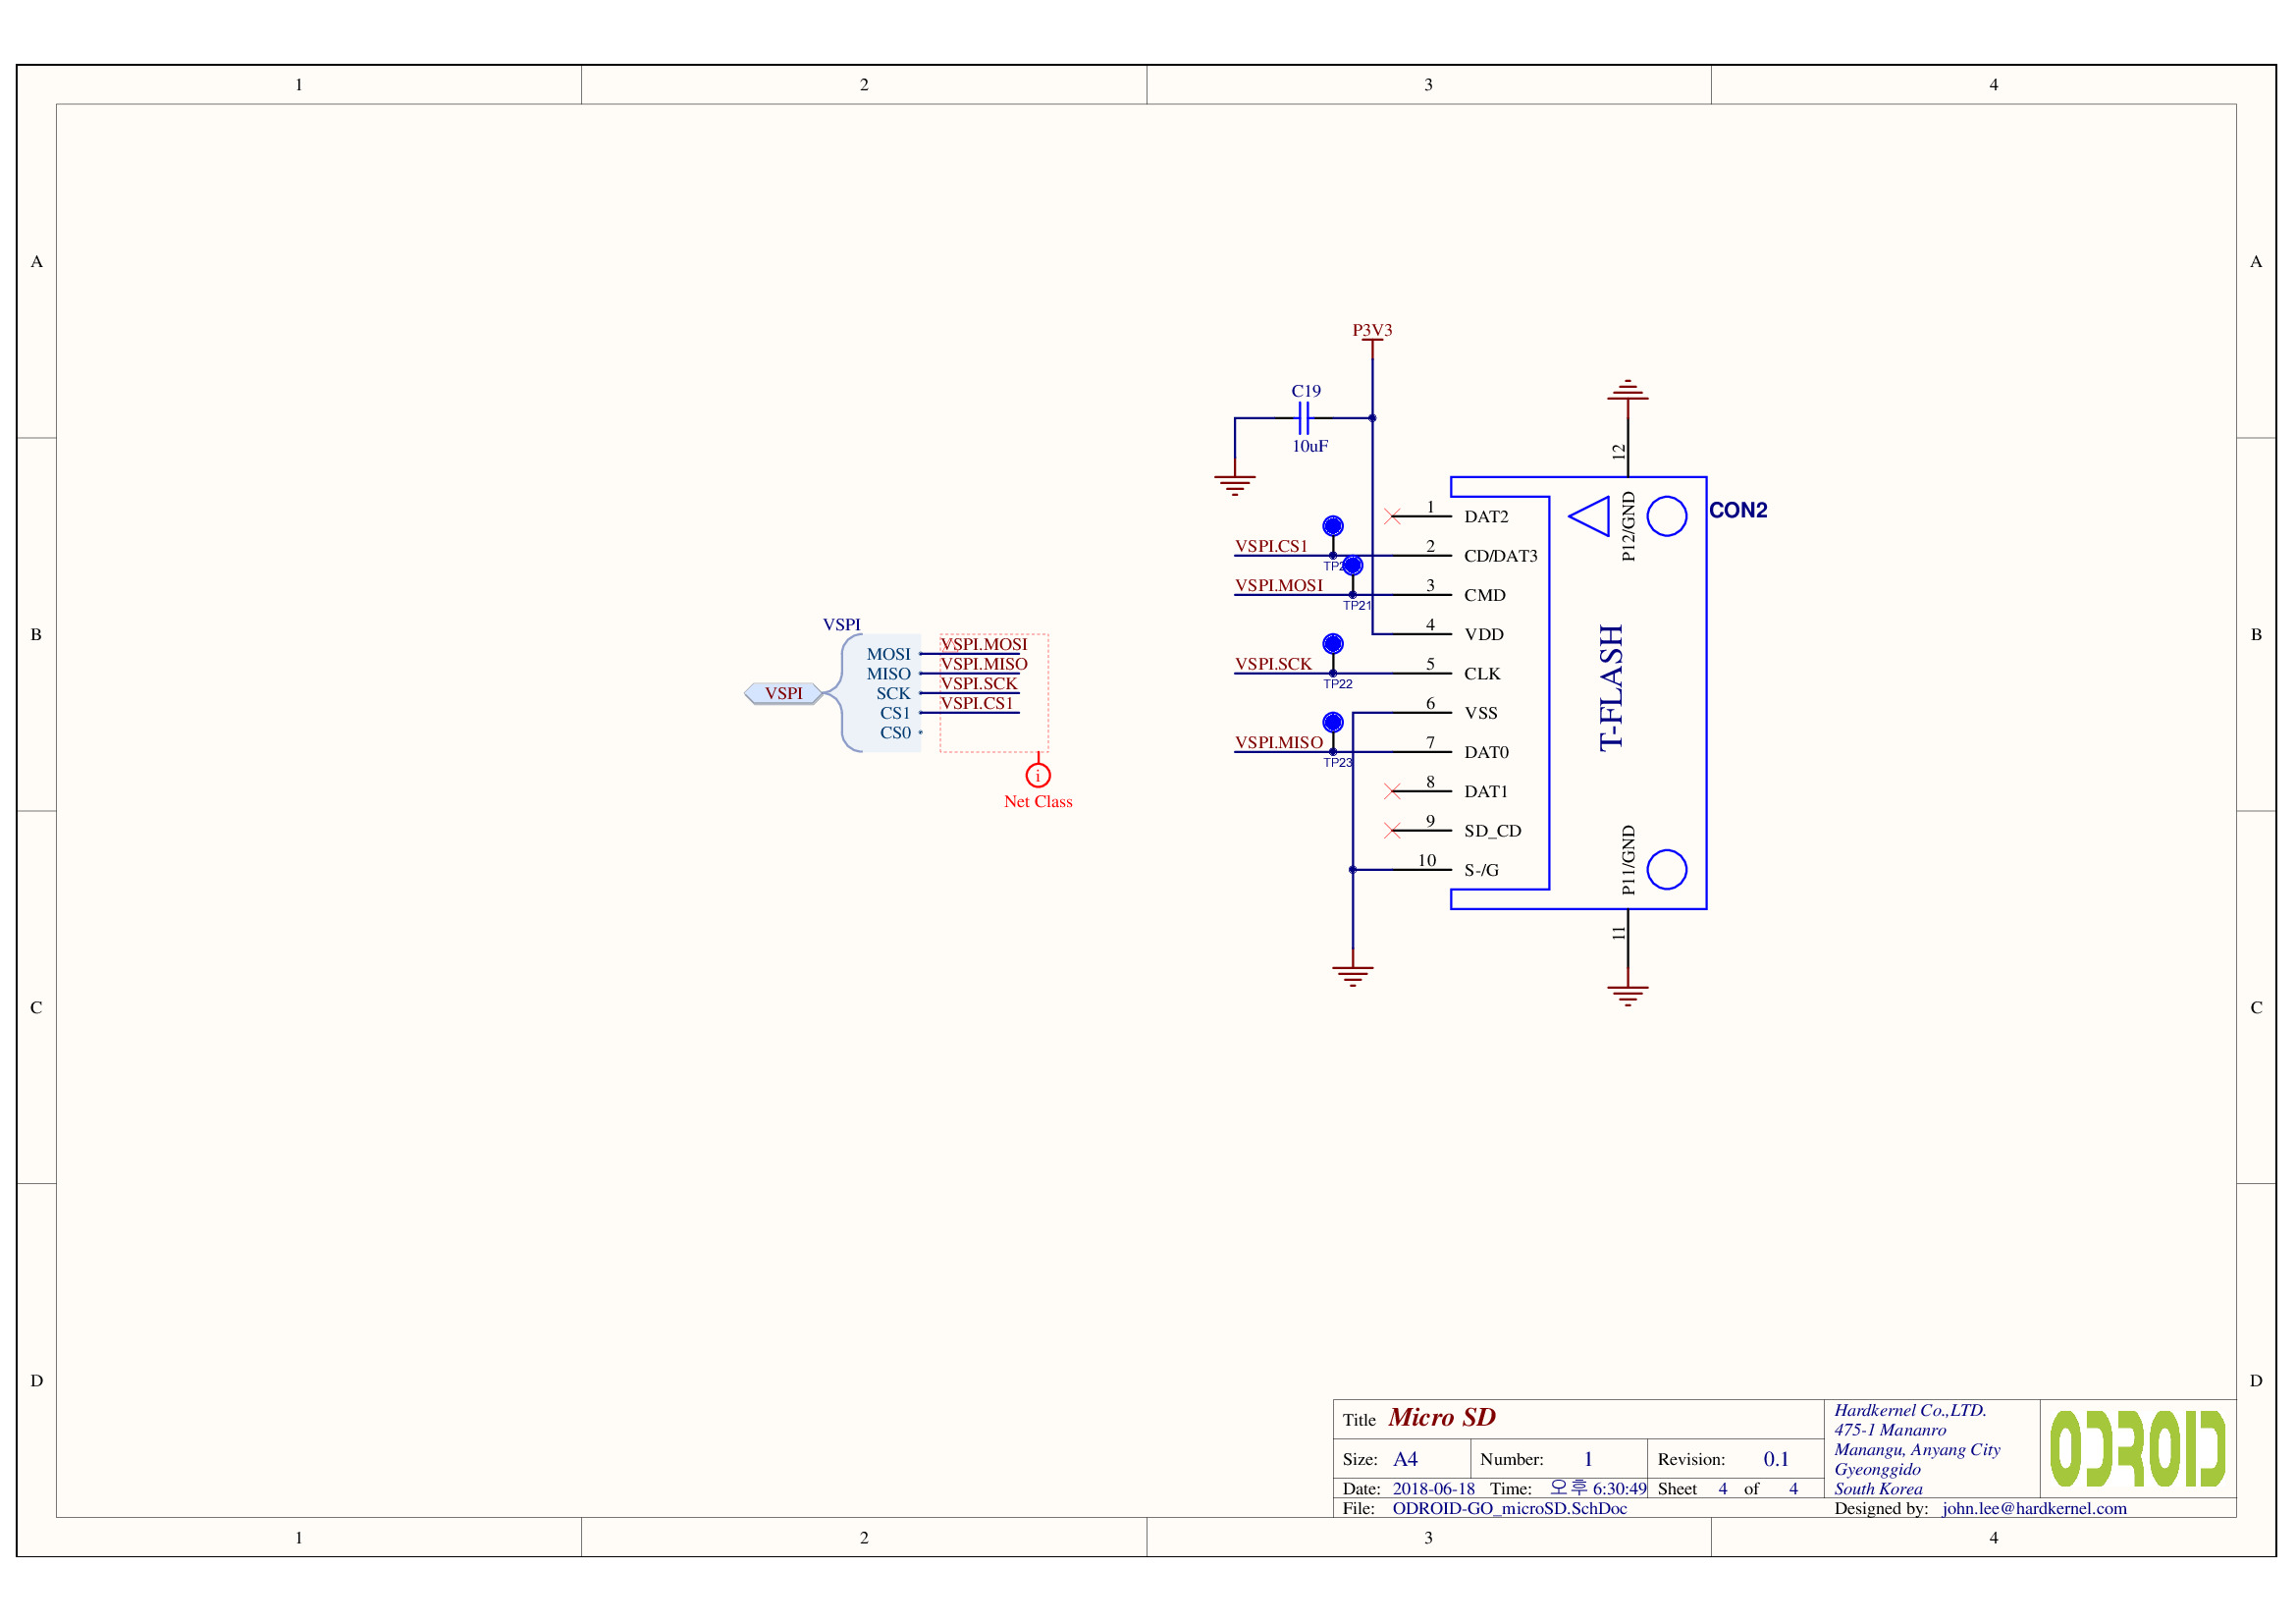 1 2 3 4
A A
P3V3
C19
10uF
12
1 DAT2
P12/GND
CON2
VSPI.CS1 2 CD/DAT3
VSPI.MOSI 3 CMD
TP21
VSPI
4 VDD
MOSI VSPI.MOSI
MISO VSPI.MISO
VSPI SCK VSPI.SCK
CS1 VSPI.CS1
CS0
i
Net Class
B B
VSPI.SCK 5 CLK
TP22
T-FLASH
6 VSS
VSPI.MISO 7 DAT0
TP23
8 DAT1
9 SD_CD
10 S-/G
P11/GND
11
C C
D D
Title Micro SD
Size: A4 Number: 1 Revision: 0.1
Date: 2018-06-18 Time: 오후 6:30:49 Sheet 4 of 4
File: ODROID-GO_microSD.SchDoc
Hardkernel Co.,LTD.
475-1 Mananro
Manangu, Anyang City
Gyeonggido
South Korea
Designed by: john.lee@hardkernel.com
ODROID
1 2 3 4